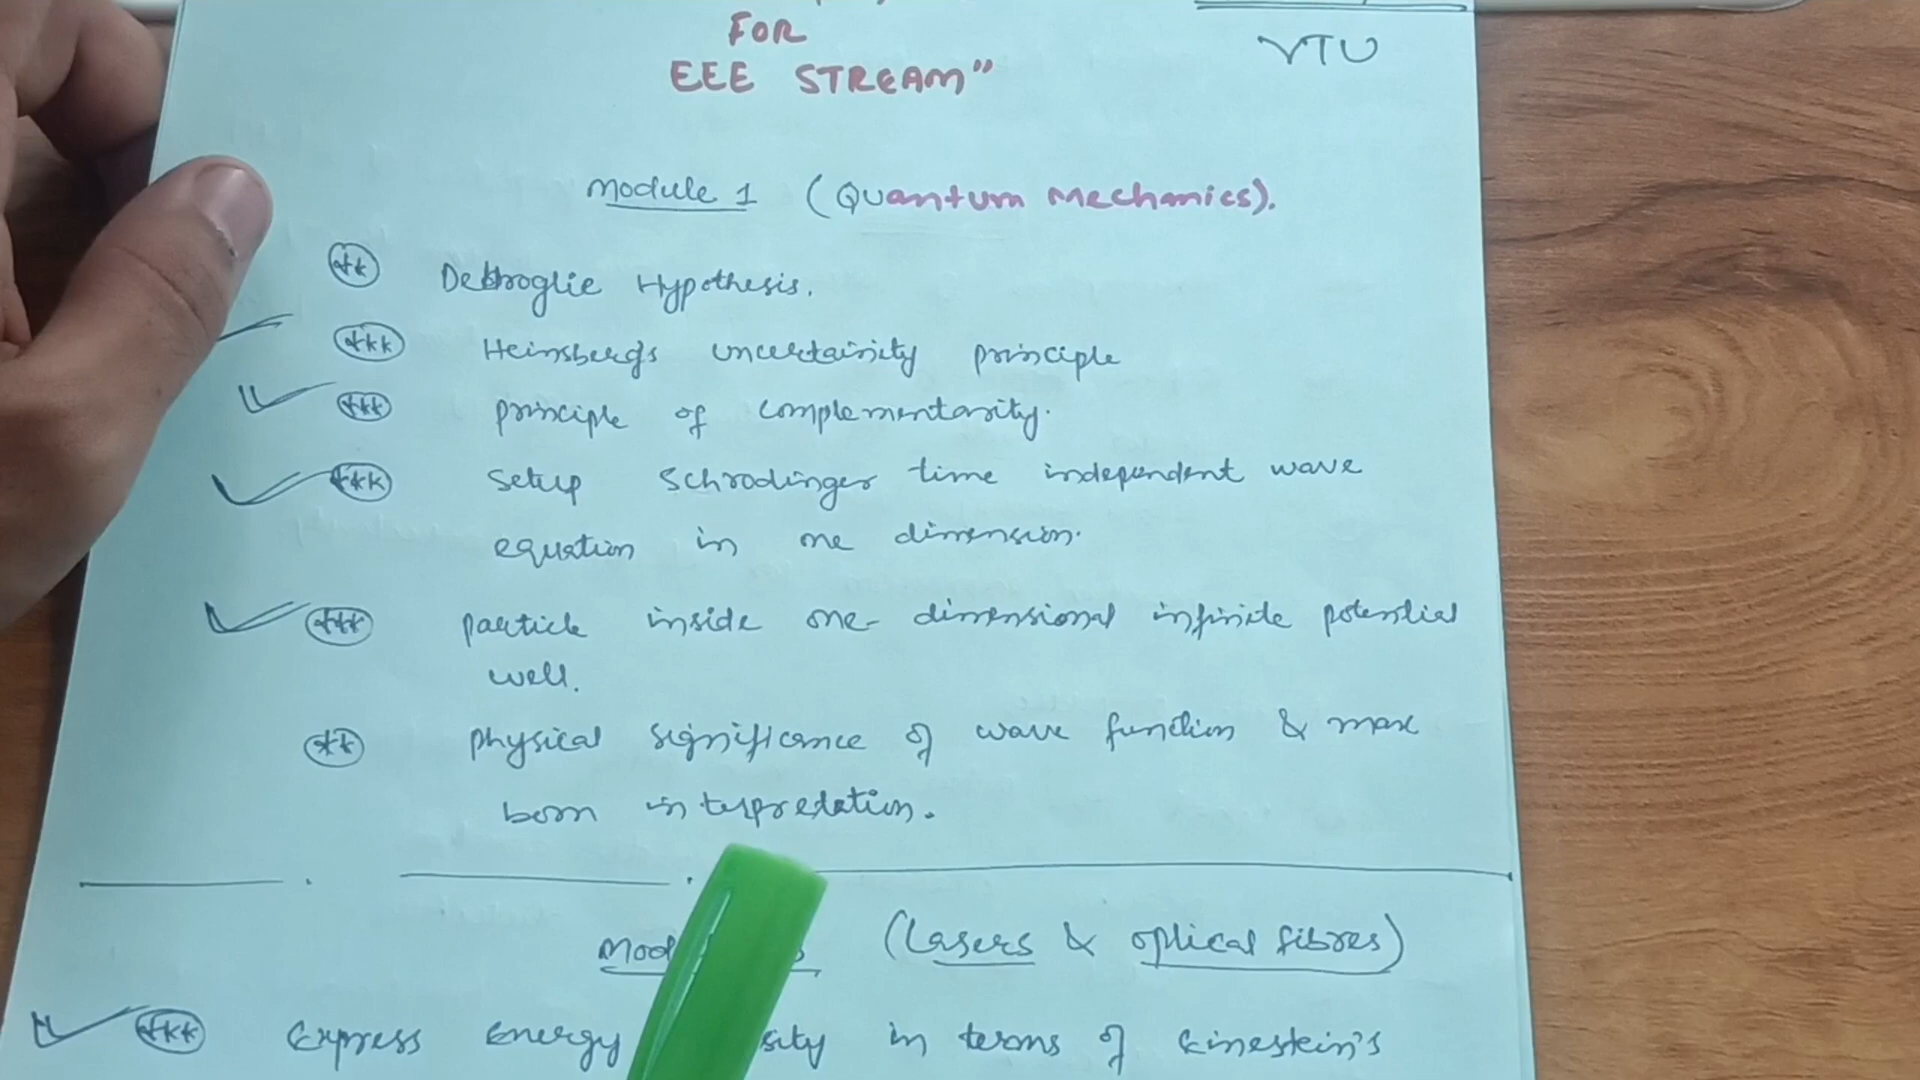 FOR
VTU
EEE STREAM"
Module 1 (Quantum Mechanics).
** Debroglie Hypothesis.
*** Heinsberg's uncertainity principle
*** principle of complementarity.
*** Setup Schrodinger time independent wave
equation in one dimension.
*** particle inside one-dimensional infinite potential
well.
** physical significance of wave function & max
born interpretation.
(Lasers & optical fibres)
*** Express Energy in terms of Einestein's